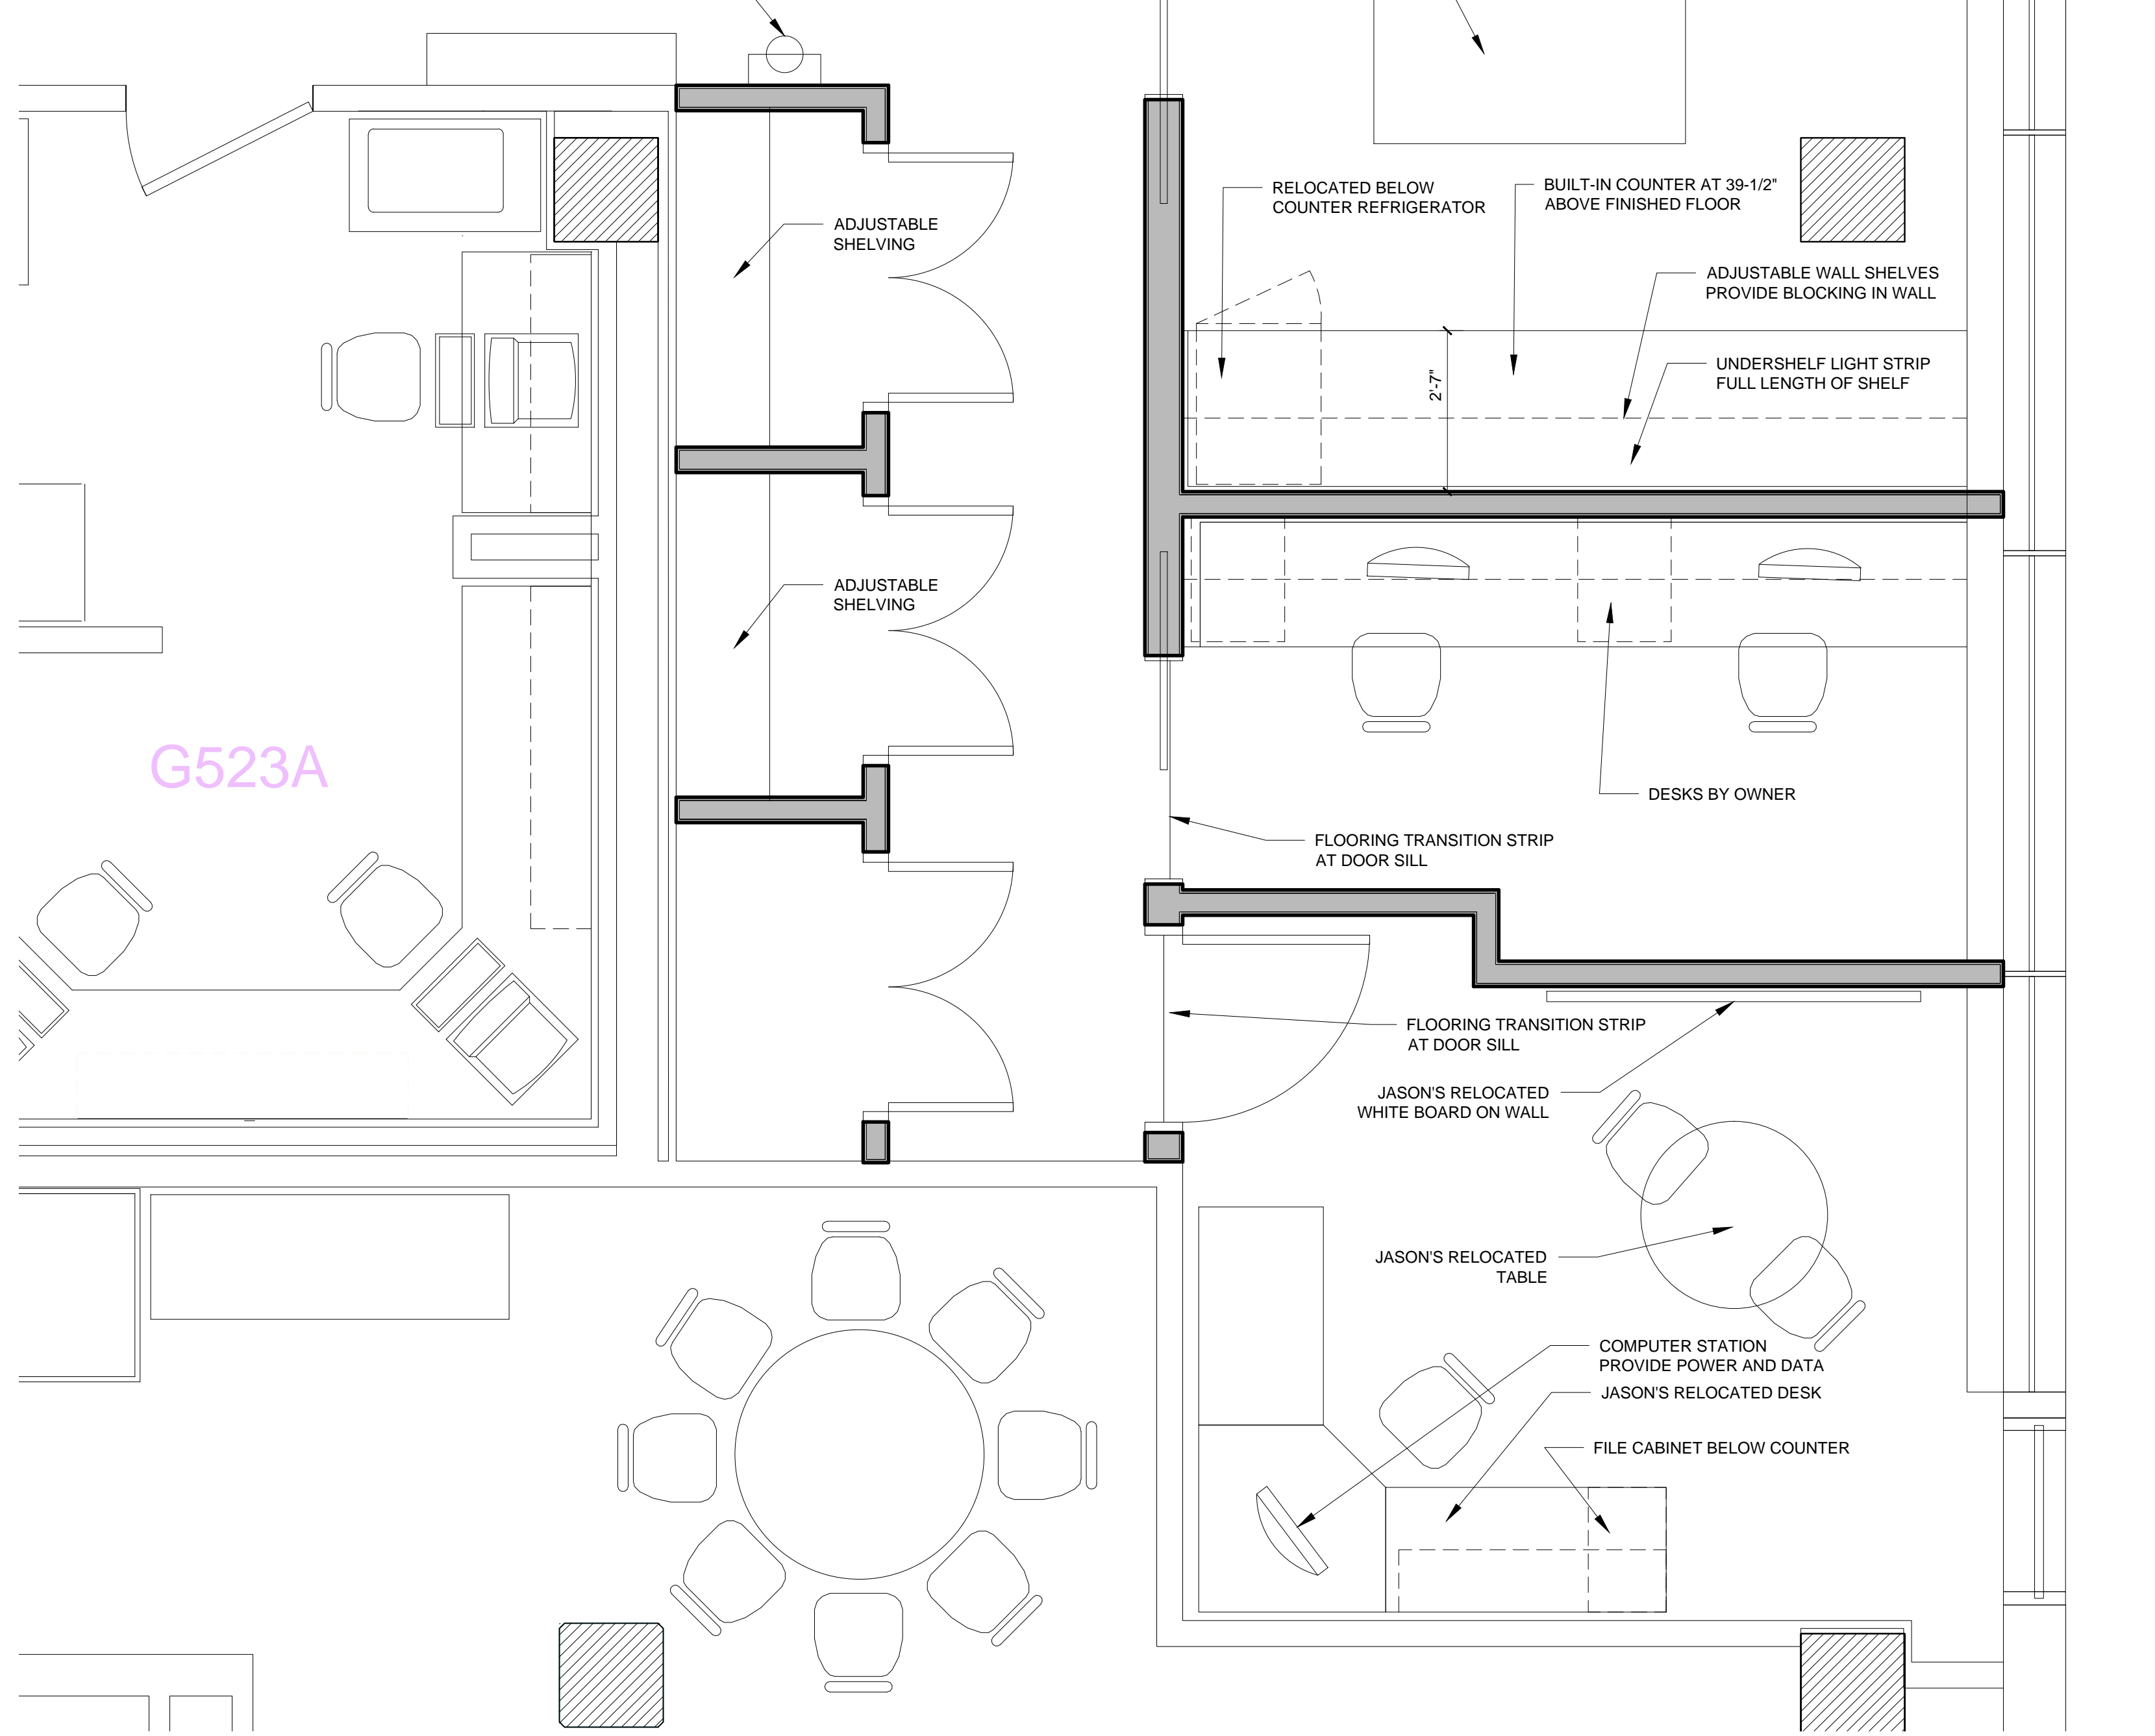 RELOCATED BELOW
COUNTER REFRIGERATOR
BUILT-IN COUNTER AT 39-1/2"
ABOVE FINISHED FLOOR
ADJUSTABLE
SHELVING
ADJUSTABLE WALL SHELVES
PROVIDE BLOCKING IN WALL
UNDERSHELF LIGHT STRIP
FULL LENGTH OF SHELF
2'-7"
ADJUSTABLE
SHELVING
G523A
DESKS BY OWNER
FLOORING TRANSITION STRIP
AT DOOR SILL
FLOORING TRANSITION STRIP
AT DOOR SILL
JASON'S RELOCATED
WHITE BOARD ON WALL
JASON'S RELOCATED
TABLE
COMPUTER STATION
PROVIDE POWER AND DATA
JASON'S RELOCATED DESK
FILE CABINET BELOW COUNTER